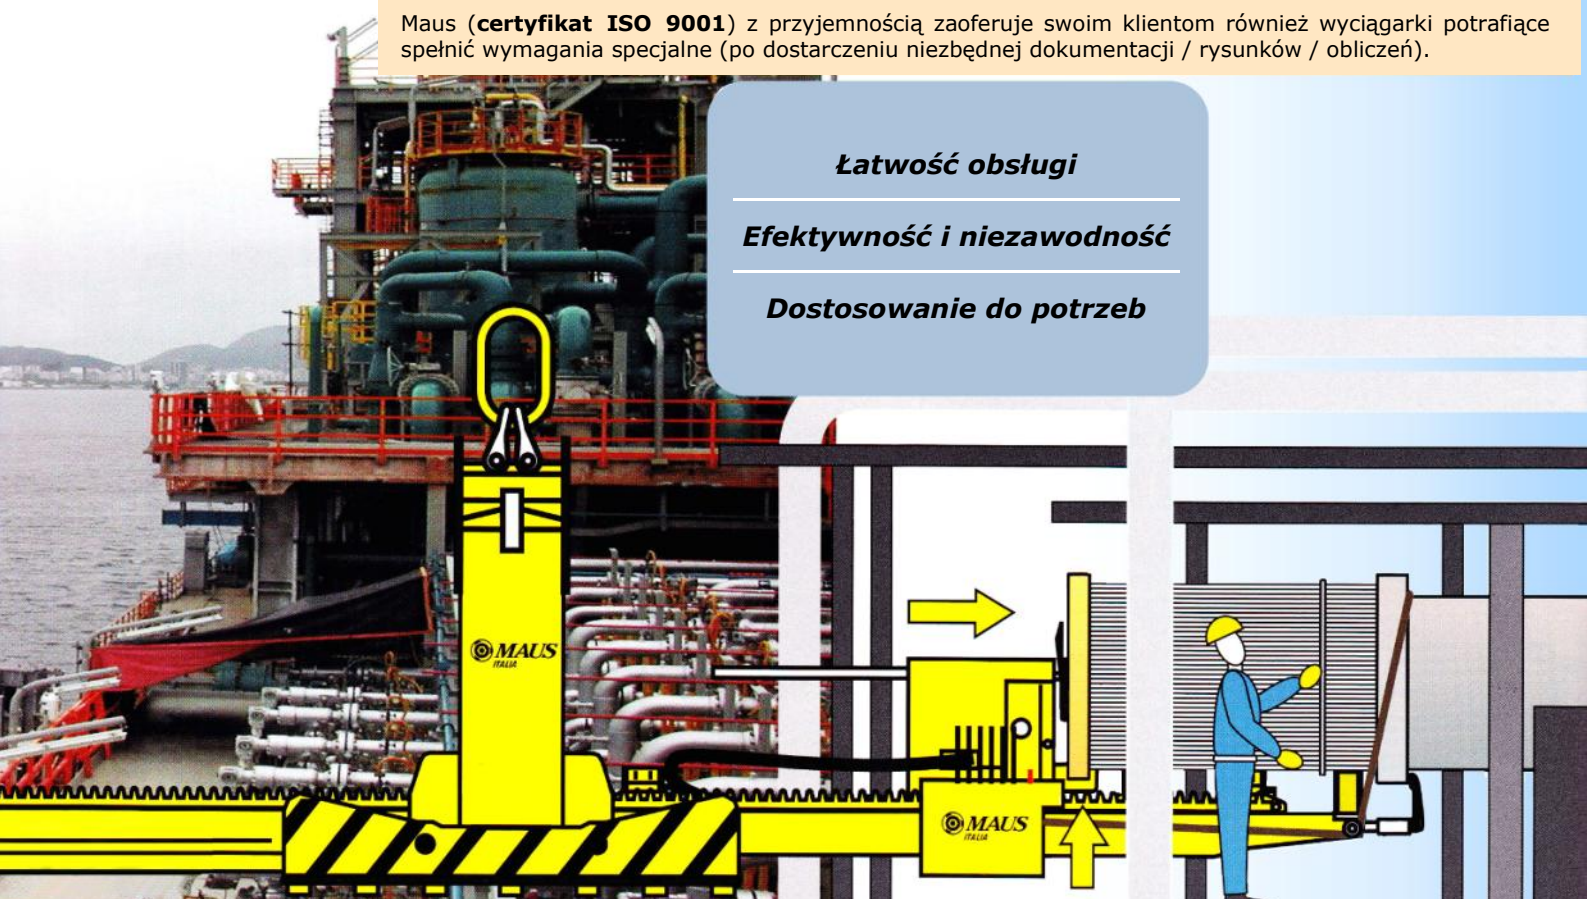 Maus (certyfikat ISO 9001) z przyjemnością zaoferuje swoim klientom również wyciągarki potrafiące
spełnić wymagania specjalne (po dostarczeniu niezbędnej dokumentacji / rysunków / obliczeń).
Łatwość obsługi
Efektywność i niezawodność
Dostosowanie do potrzeb
MAUS
ITALIA
MAUS
ITALIA